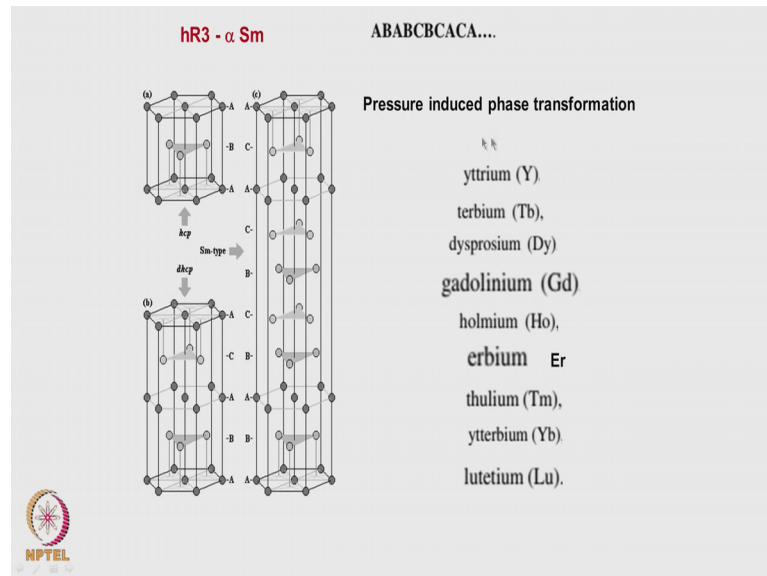 hR3 - α Sm
ABABCBCACA....
Pressure induced phase transformation
yttrium (Y)
terbium (Tb),
dysprosium (Dy)
gadolinium (Gd)
holmium (Ho),
erbium Er
thulium (Tm),
ytterbium (Yb)
lutetium (Lu).
(a)
-A
-B
-A
hcp
Sm-type
dhcp
(b)
-A
-C
-A
-B
-A
(c)
A-
C-
A-
C-
B-
C-
B-
A-
B-
A-
NPTEL